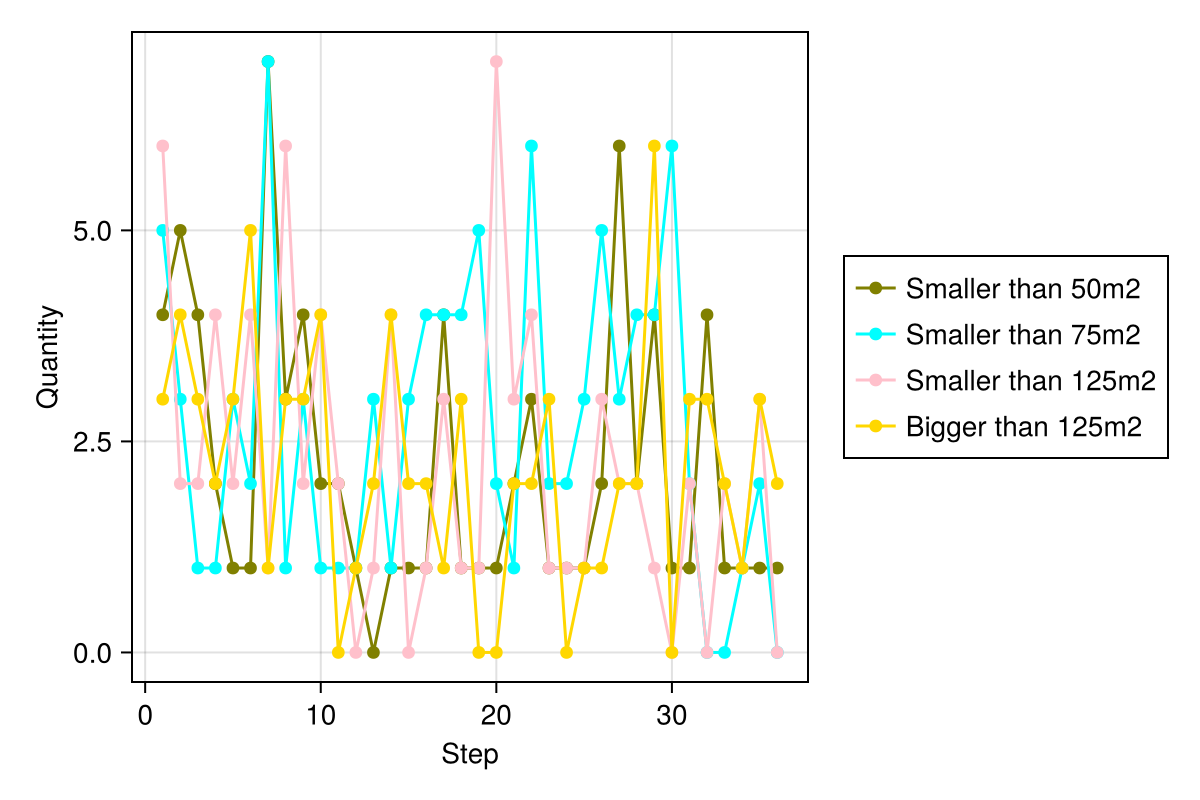 5.0
2.5
0.0
Quantity
0
10
20
30
Step
Smaller than 50m2
Smaller than 75m2
Smaller than 125m2
Bigger than 125m2